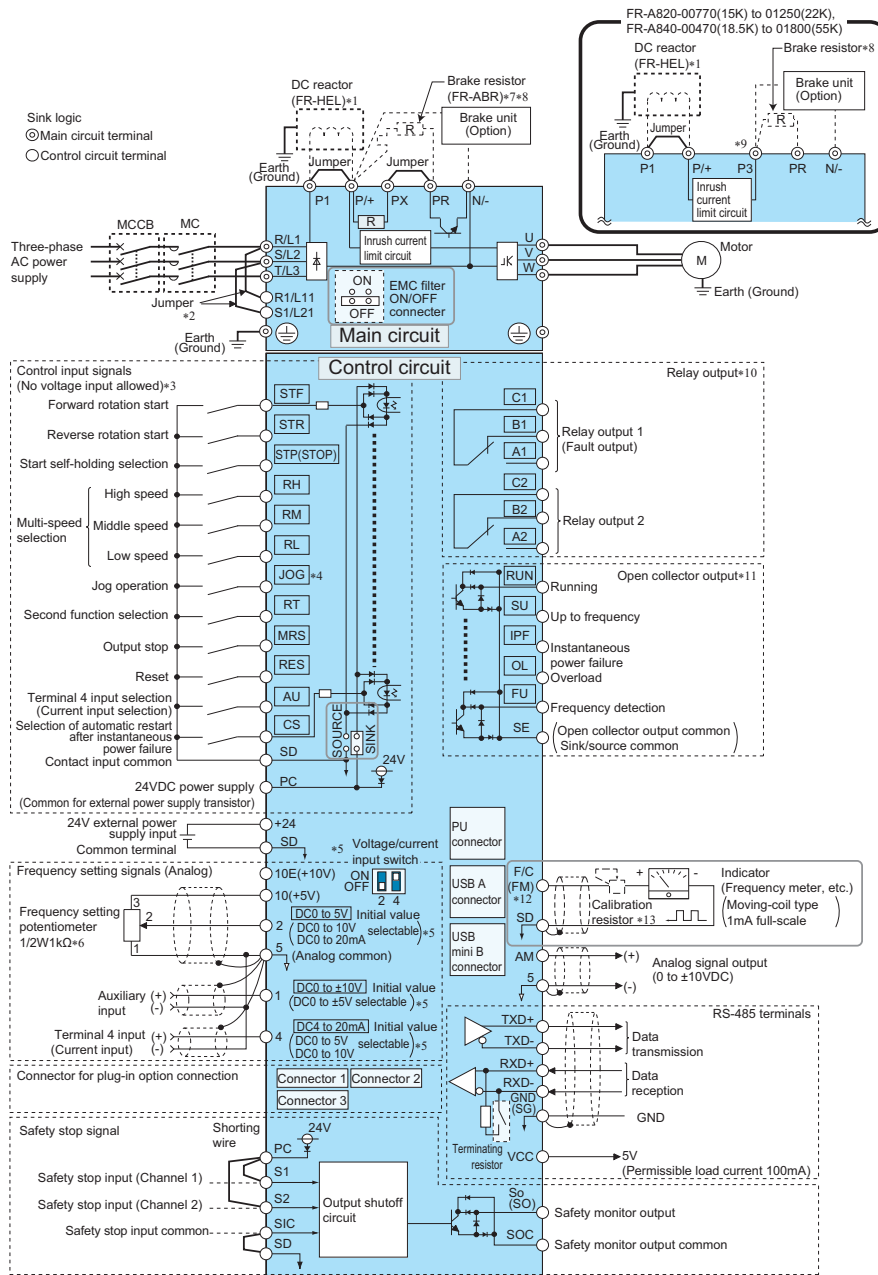 FR-A820-00770(15K) to 01250(22K),
FR-A840-00470(18.5K) to 01800(55K)
DC reactor
(FR-HEL)*1
Brake resistor*8
Brake unit
(Option)
R
Jumper
Earth
(Ground)
*9
P1
P/+
P3
PR
N/-
Inrush
current
limit circuit
Sink logic
Main circuit terminal
Control circuit terminal
DC reactor
(FR-HEL)*1
Brake resistor
(FR-ABR)*7*8
Brake unit
(Option)
R
Earth
(Ground)
Jumper
Jumper
P1
P/+
PX
PR
N/-
R
Inrush current
limit circuit
MCCB
MC
Three-phase
AC power
supply
R/L1
S/L2
T/L3
R1/L11
S1/L21
Jumper
*2
Earth
(Ground)
ON
OFF
EMC filter
ON/OFF
connecter
U
V
W
Motor
M
Earth (Ground)
Main circuit
Control circuit
Control input signals
(No voltage input allowed)*3
Forward rotation start
STF
Reverse rotation start
STR
Start self-holding selection
STP(STOP)
Multi-speed
selection
High speed
RH
Middle speed
RM
Low speed
RL
Jog operation
JOG *4
Second function selection
RT
Output stop
MRS
Reset
RES
Terminal 4 input selection
(Current input selection)
AU
Selection of automatic restart
after instantaneous
power failure
CS
Contact input common
SD
SOURCE
SINK
24V
24VDC power supply
(Common for external power supply transistor)
PC
Relay output*10
C1
B1
A1
Relay output 1
(Fault output)
C2
B2
A2
Relay output 2
Open collector output*11
RUN
Running
SU
Up to frequency
IPF
Instantaneous
power failure
OL
Overload
FU
Frequency detection
SE
(Open collector output common
Sink/source common)
24V external power
supply input
+24
Common terminal
SD
Frequency setting signals (Analog)
*5 Voltage/current
input switch
ON
OFF
2 4
10E(+10V)
10(+5V)
Frequency setting
potentiometer
1/2W1kΩ*6
3
2
1
2
DC0 to 5V Initial value
(DC0 to 10V
DC0 to 20mA selectable)*5
5
(Analog common)
Auxiliary
input
(+)
(-)
1
DC0 to ±10V Initial value
(DC0 to ±5V selectable)*5
Terminal 4 input
(Current input)
(+)
(-)
4
DC4 to 20mA Initial value
(DC0 to 5V
DC0 to 10V selectable)*5
PU
connector
USB A
connector
USB
mini B
connector
F/C
(FM)
*12
SD
+
-
Calibration
resistor *13
Indicator
(Frequency meter, etc.)
(Moving-coil type
1mA full-scale)
AM
5
(+)
(-)
Analog signal output
(0 to ±10VDC)
RS-485 terminals
TXD+
TXD-
Data
transmission
RXD+
RXD-
Data
reception
GND
(SG)
GND
Terminating
resistor
VCC
5V
(Permissible load current 100mA)
Connector for plug-in option connection
Connector 1
Connector 2
Connector 3
Safety stop signal
Shorting
wire
24V
PC
Safety stop input (Channel 1)
S1
Safety stop input (Channel 2)
S2
Safety stop input common
SIC
SD
Output shutoff
circuit
So
(SO)
Safety monitor output
SOC
Safety monitor output common